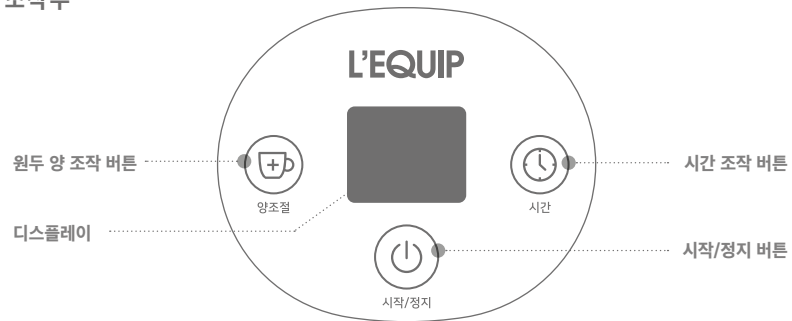 조작부
L'EQUIP
원두 양 조작 버튼
시간 조작 버튼
양조절
시간
디스플레이
시작/정지 버튼
시작/정지